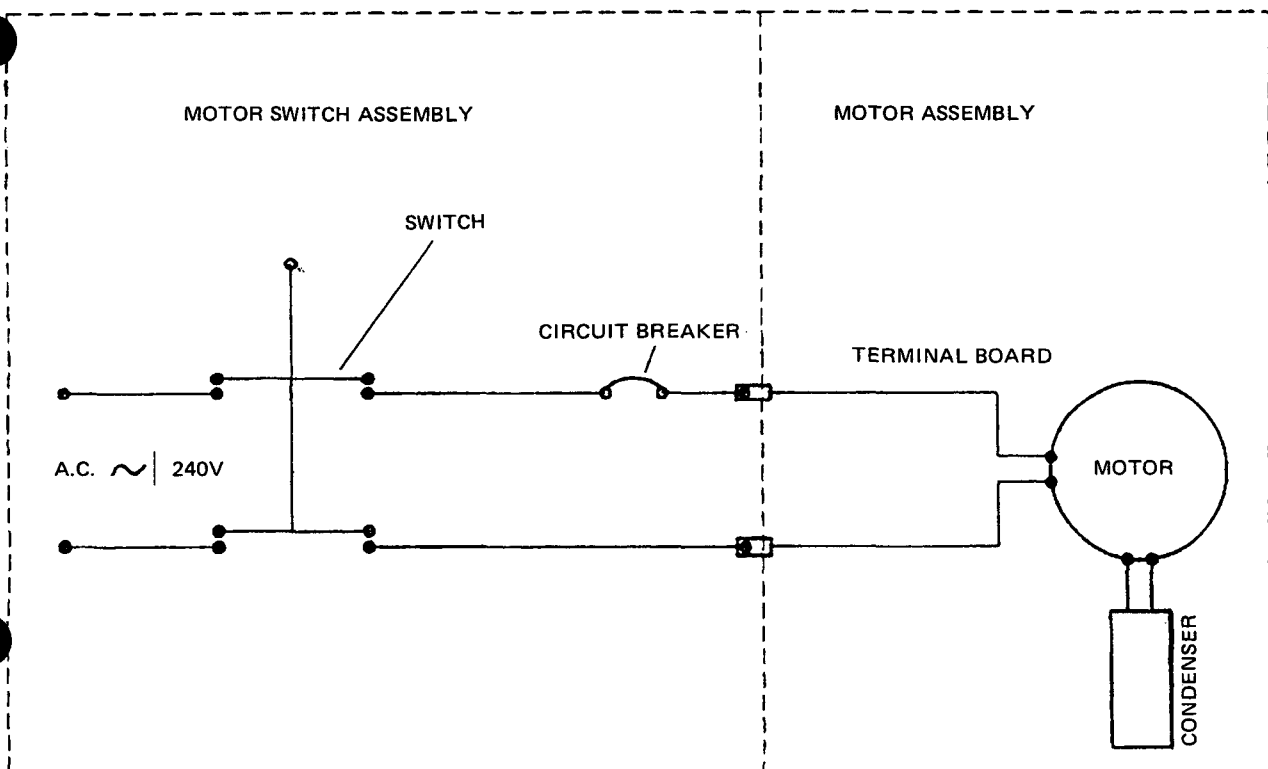 MOTOR SWITCH ASSEMBLY
MOTOR ASSEMBLY
SWITCH
CIRCUIT BREAKER
TERMINAL BOARD
A.C. ~ 240V
MOTOR
CONDENSER